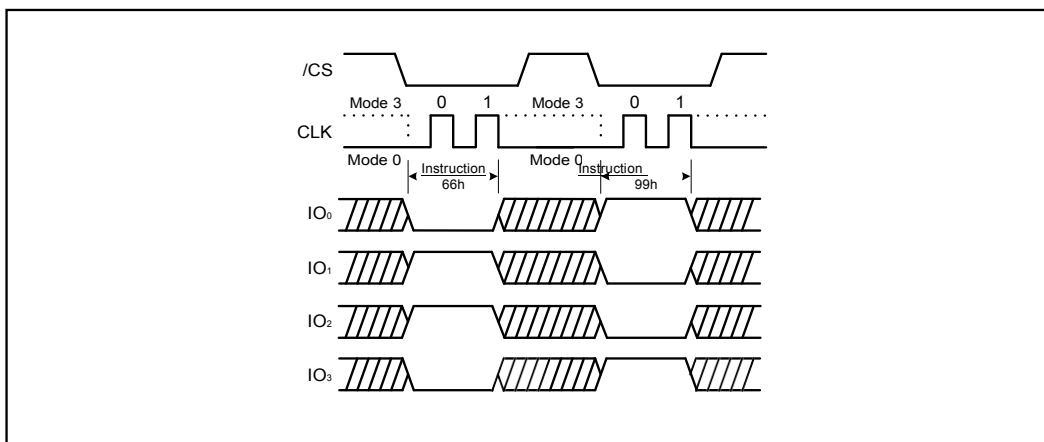 /CS
Mode 3 0 1 Mode 3 0 1
CLK
Mode 0 Mode 0
Instruction Instruction
66h 99h
IO₀
IO₁
IO₂
IO₃